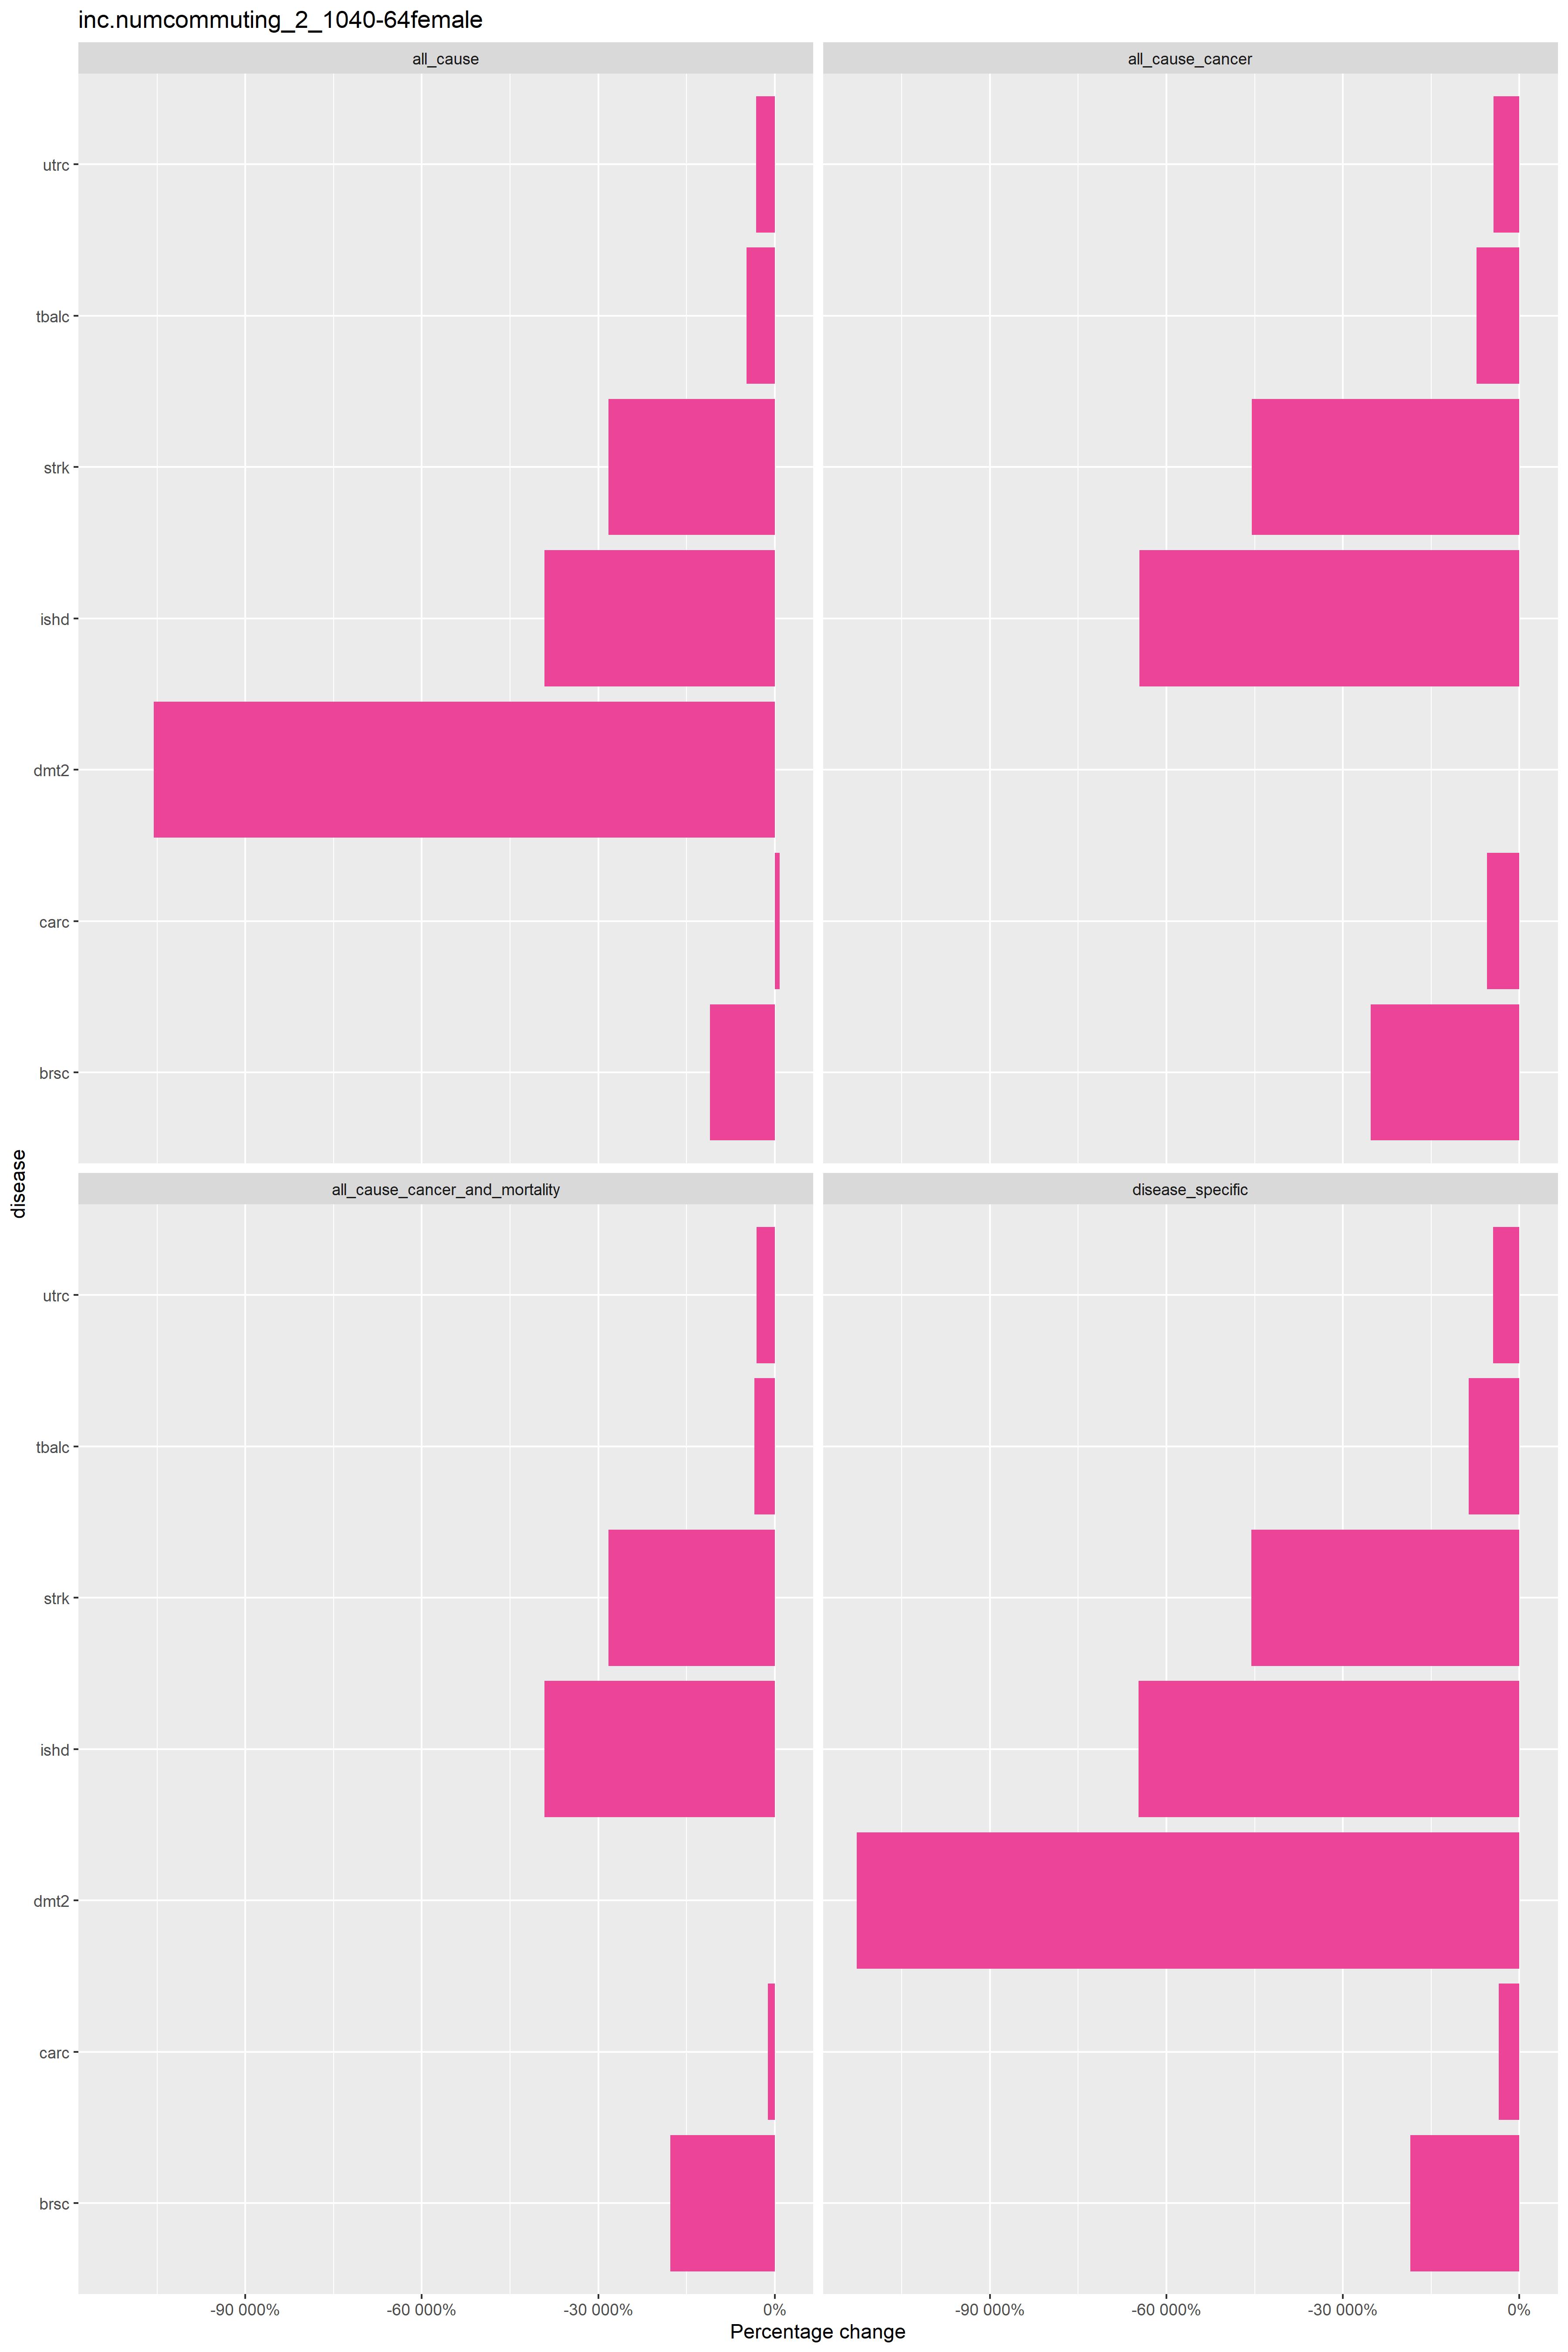 inc.numcommuting_2_1040-64female
all_cause
all_cause_cancer
utrc
tbalc
strk
ishd
dmt2
carc
brsc
disease
all_cause_cancer_and_mortality
disease_specific
utrc
tbalc
strk
ishd
dmt2
carc
brsc
-90 000% -60 000% -30 000% 0%
-90 000% -60 000% -30 000% 0%
Percentage change